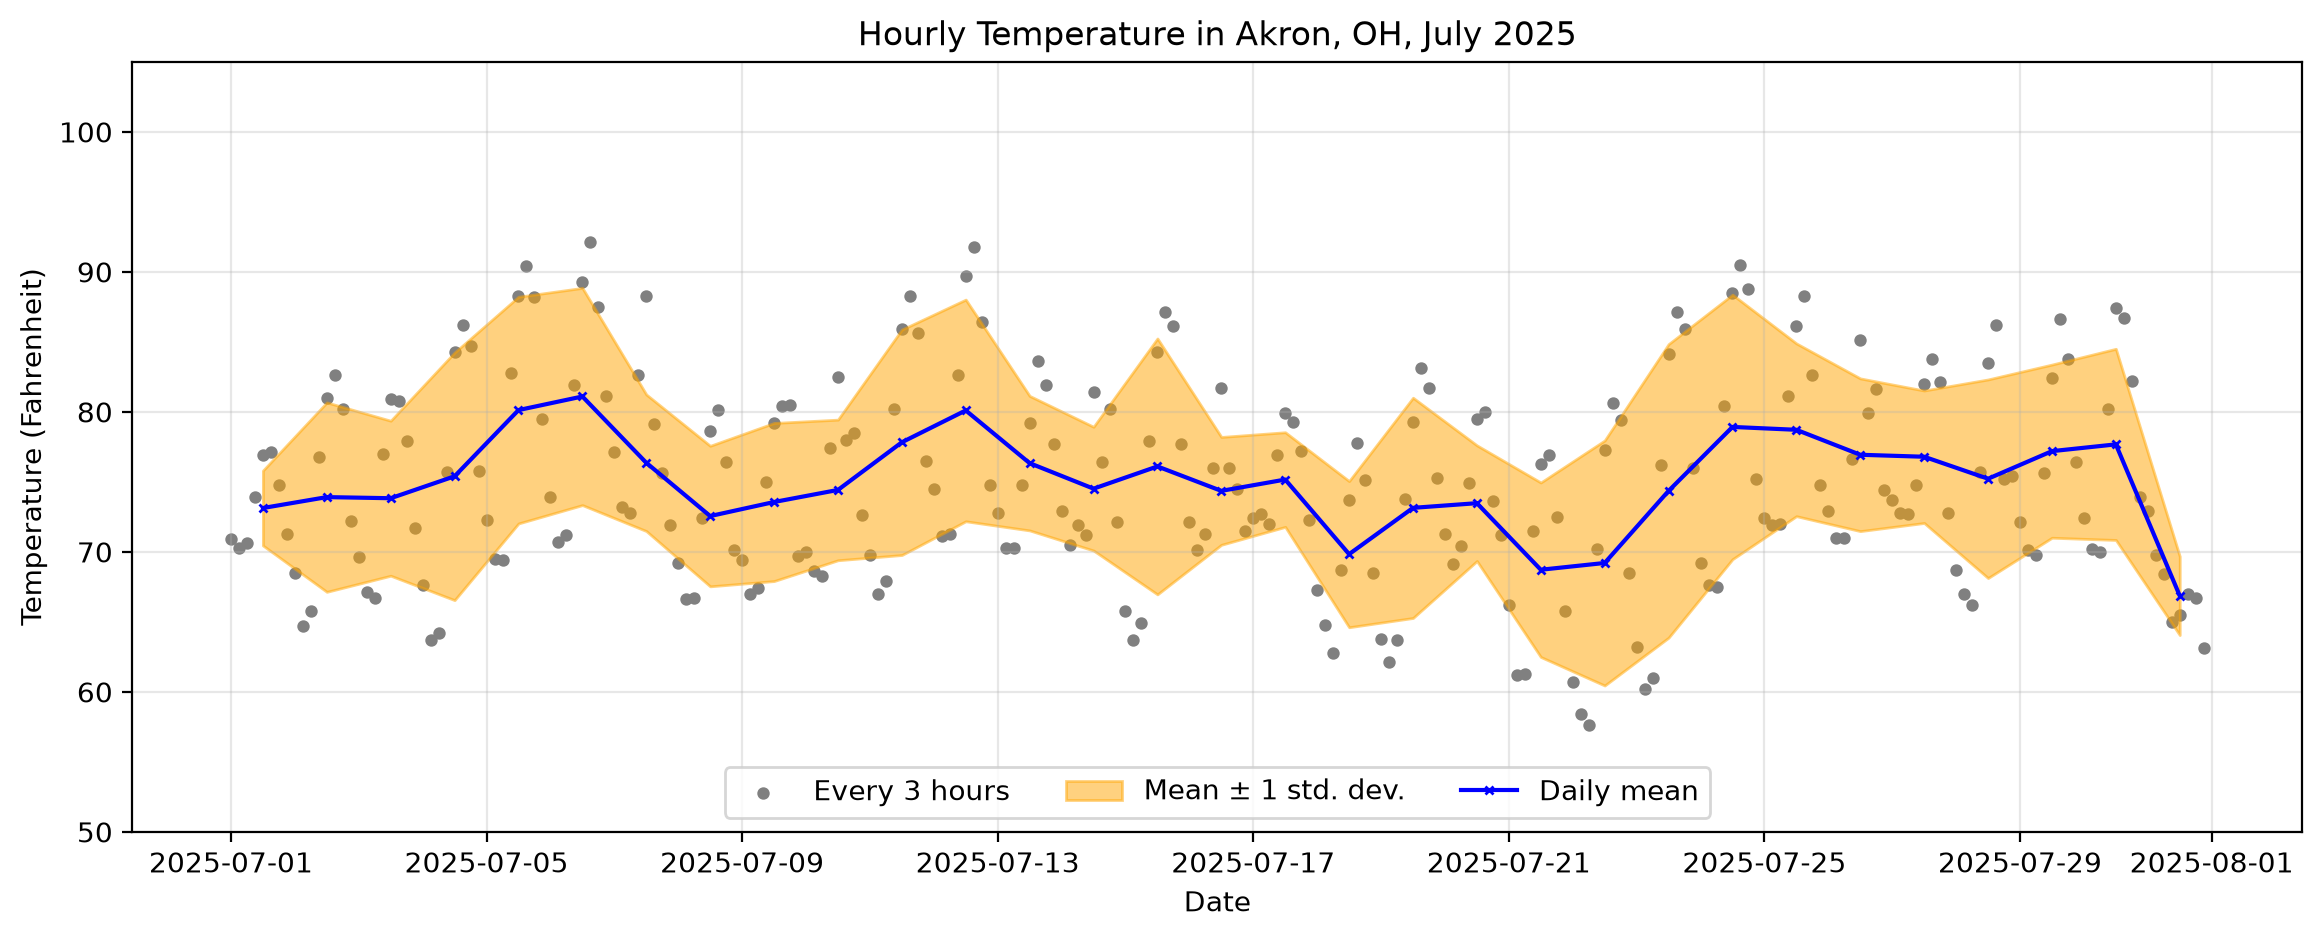 Hourly Temperature in Akron, OH, July 2025
Temperature (Fahrenheit)
100
90
80
70
60
50
Every 3 hours
Mean ± 1 std. dev.
Daily mean
2025-07-01
2025-07-05
2025-07-09
2025-07-13
2025-07-17
2025-07-21
2025-07-25
2025-07-29
2025-08-01
Date